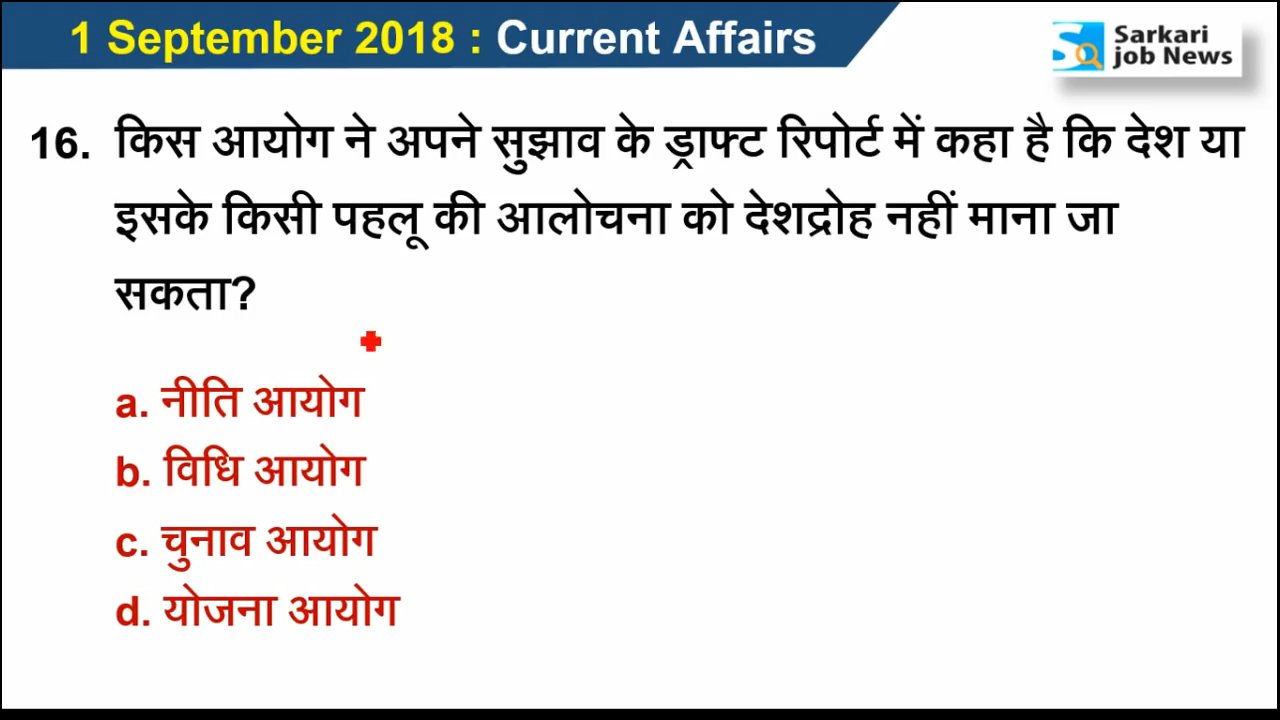 1 September 2018 : Current Affairs
Sarkari
job News
16. किस आयोग ने अपने सुझाव के ड्राफ्ट रिपोर्ट में कहा है कि देश या
इसके किसी पहलू की आलोचना को देशद्रोह नहीं माना जा
सकता?
a. नीति आयोग
b. विधि आयोग
c. चुनाव आयोग
d. योजना आयोग